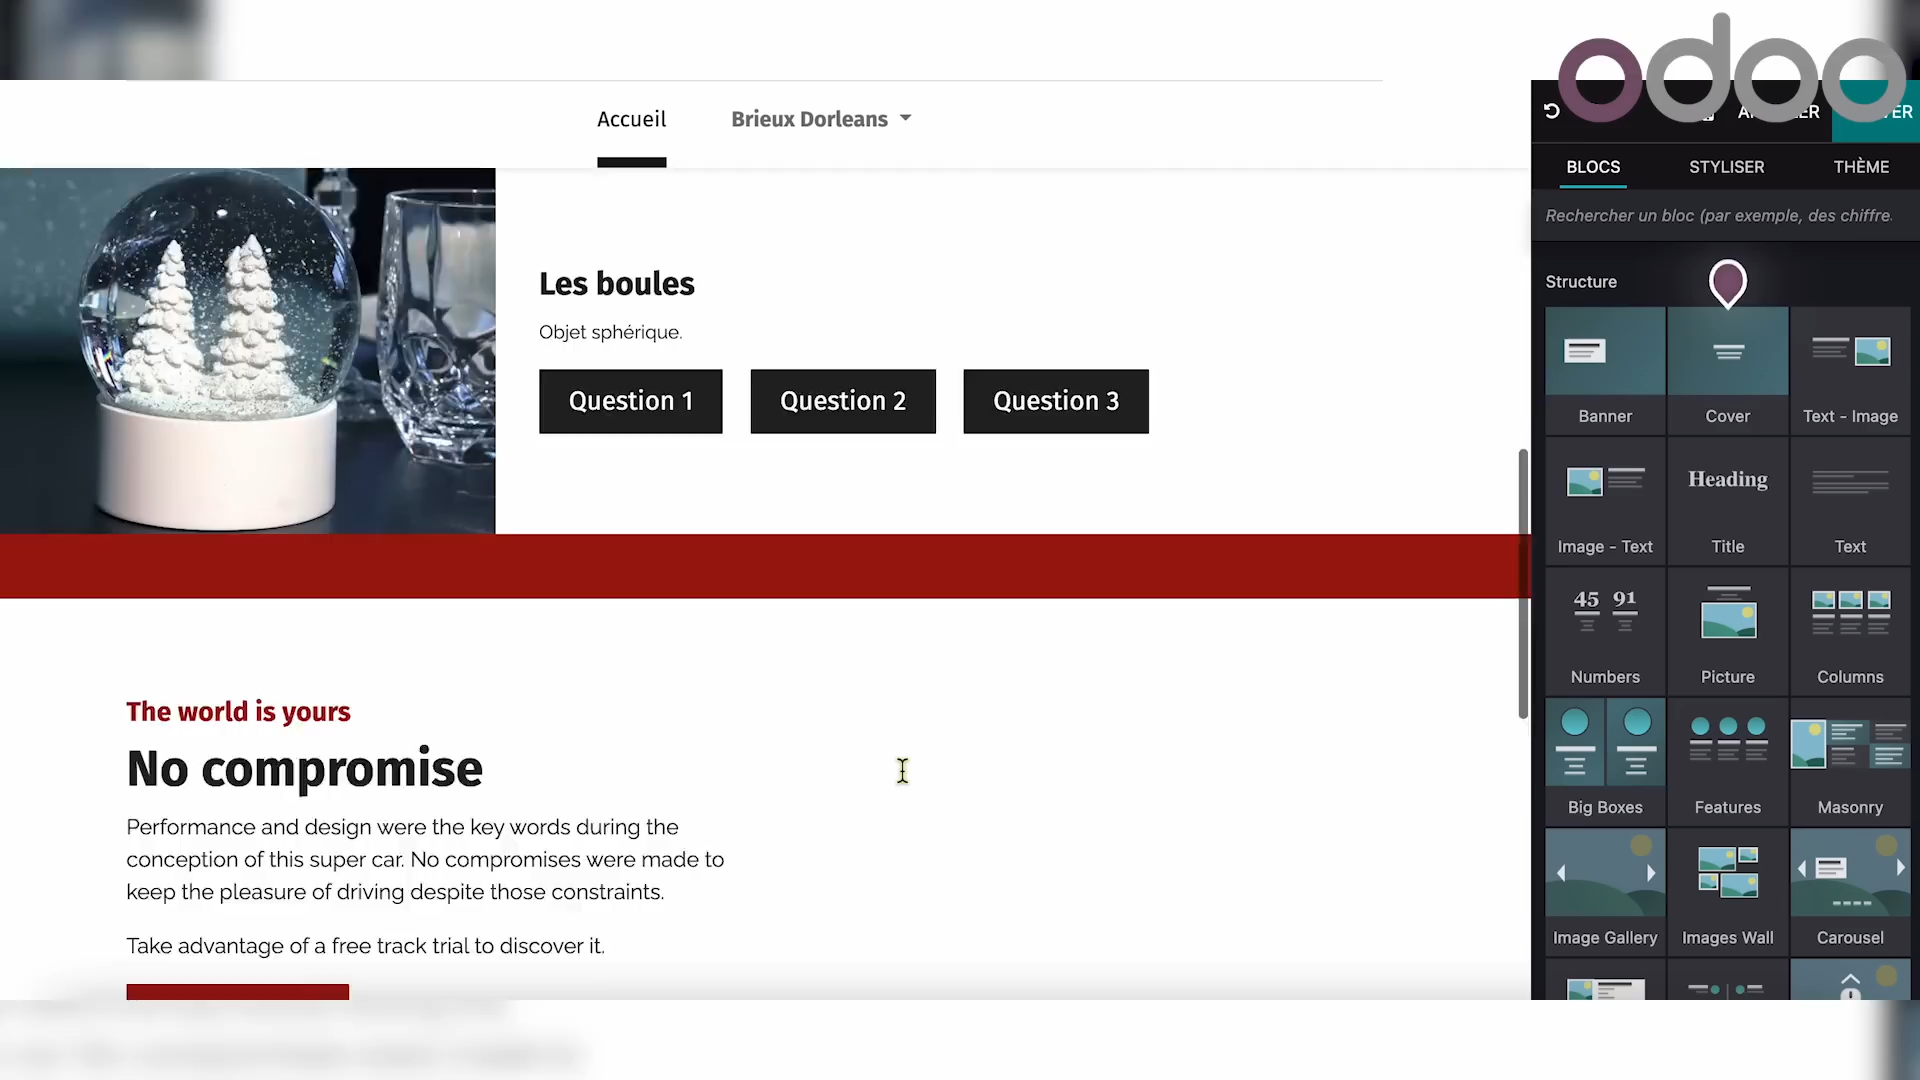 odoo
Accueil
Brieux Dorleans
BLOCS
STYLISER
THÈME
Rechercher un bloc (par exemple, des chiffre
Les boules
Objet sphérique.
Question 1
Question 2
Question 3
Structure
Banner
Cover
Text - Image
Heading
Image - Text
Title
Text
45 91
Numbers
Picture
Columns
Big Boxes
Features
Masonry
Image Gallery
Images Wall
Carousel
The world is yours
No compromise
Performance and design were the key words during the
conception of this super car. No compromises were made to
keep the pleasure of driving despite those constraints.
Take advantage of a free track trial to discover it.